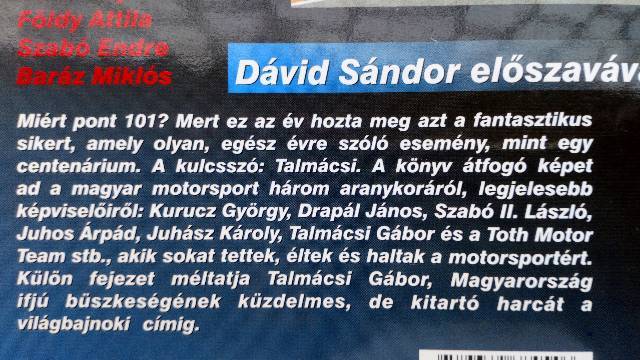 Földy Attila
Szabó Endre
Baráz Miklós
Dávid Sándor előszaváva
Miért pont 101? Mert ez az év hozta meg azt a fantasztikus
sikert, amely olyan, egész évre szóló esemény, mint egy
centenárium. A kulcsszó: Talmácsi. A könyv átfogó képet
ad a magyar motorsport három aranykoráról, legjelesebb
képviselőiről: Kurucz György, Drapál János, Szabó II. László,
Juhos Árpád, Juhász Károly, Talmácsi Gábor és a Toth Motor
Team stb., akik sokat tettek, éltek és haltak a motorsportért.
Külön fejezet méltatja Talmácsi Gábor, Magyarország
ifjú büszkeségének küzdelmes, de kitartó harcát a
világbajnoki címig.